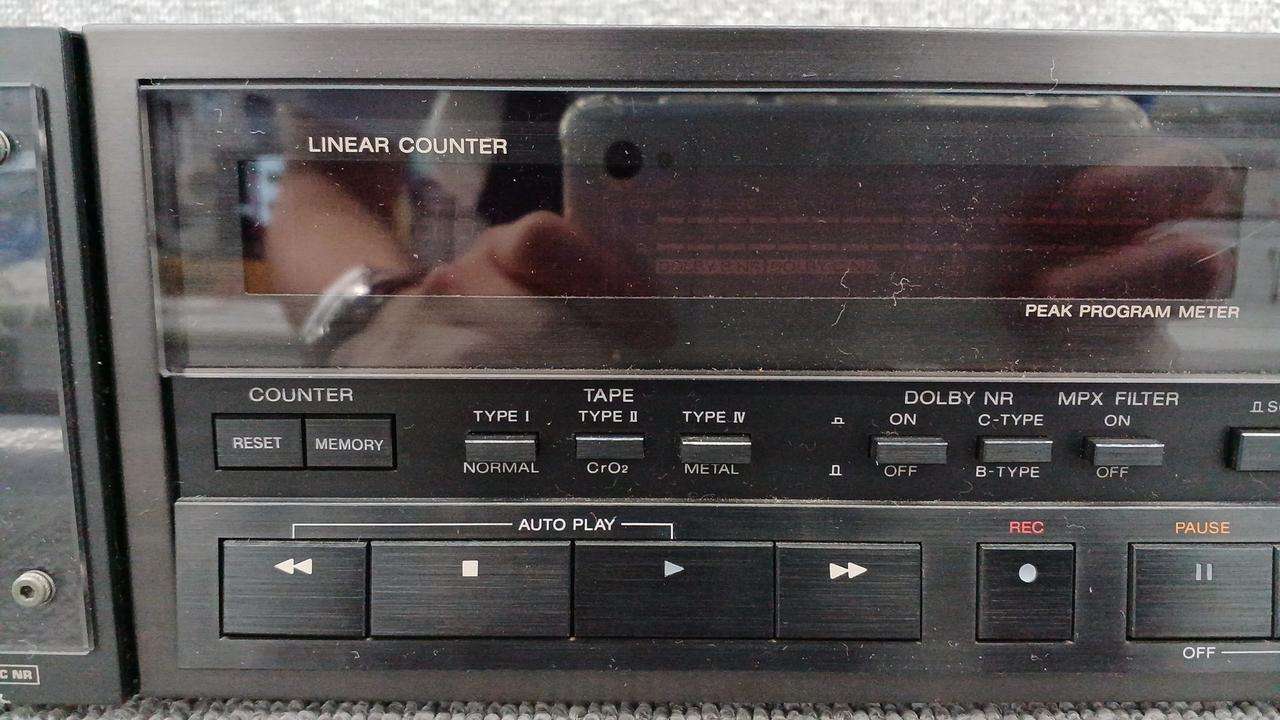 LINEAR COUNTER
PEAK PROGRAM METER
COUNTER
RESET
MEMORY
TAPE
TYPE I
TYPE II
TYPE IV
NORMAL
CrO2
METAL
DOLBY NR
MPX FILTER
ON
C-TYPE
ON
OFF
B-TYPE
OFF
AUTO PLAY
REC
PAUSE
OFF
C NR